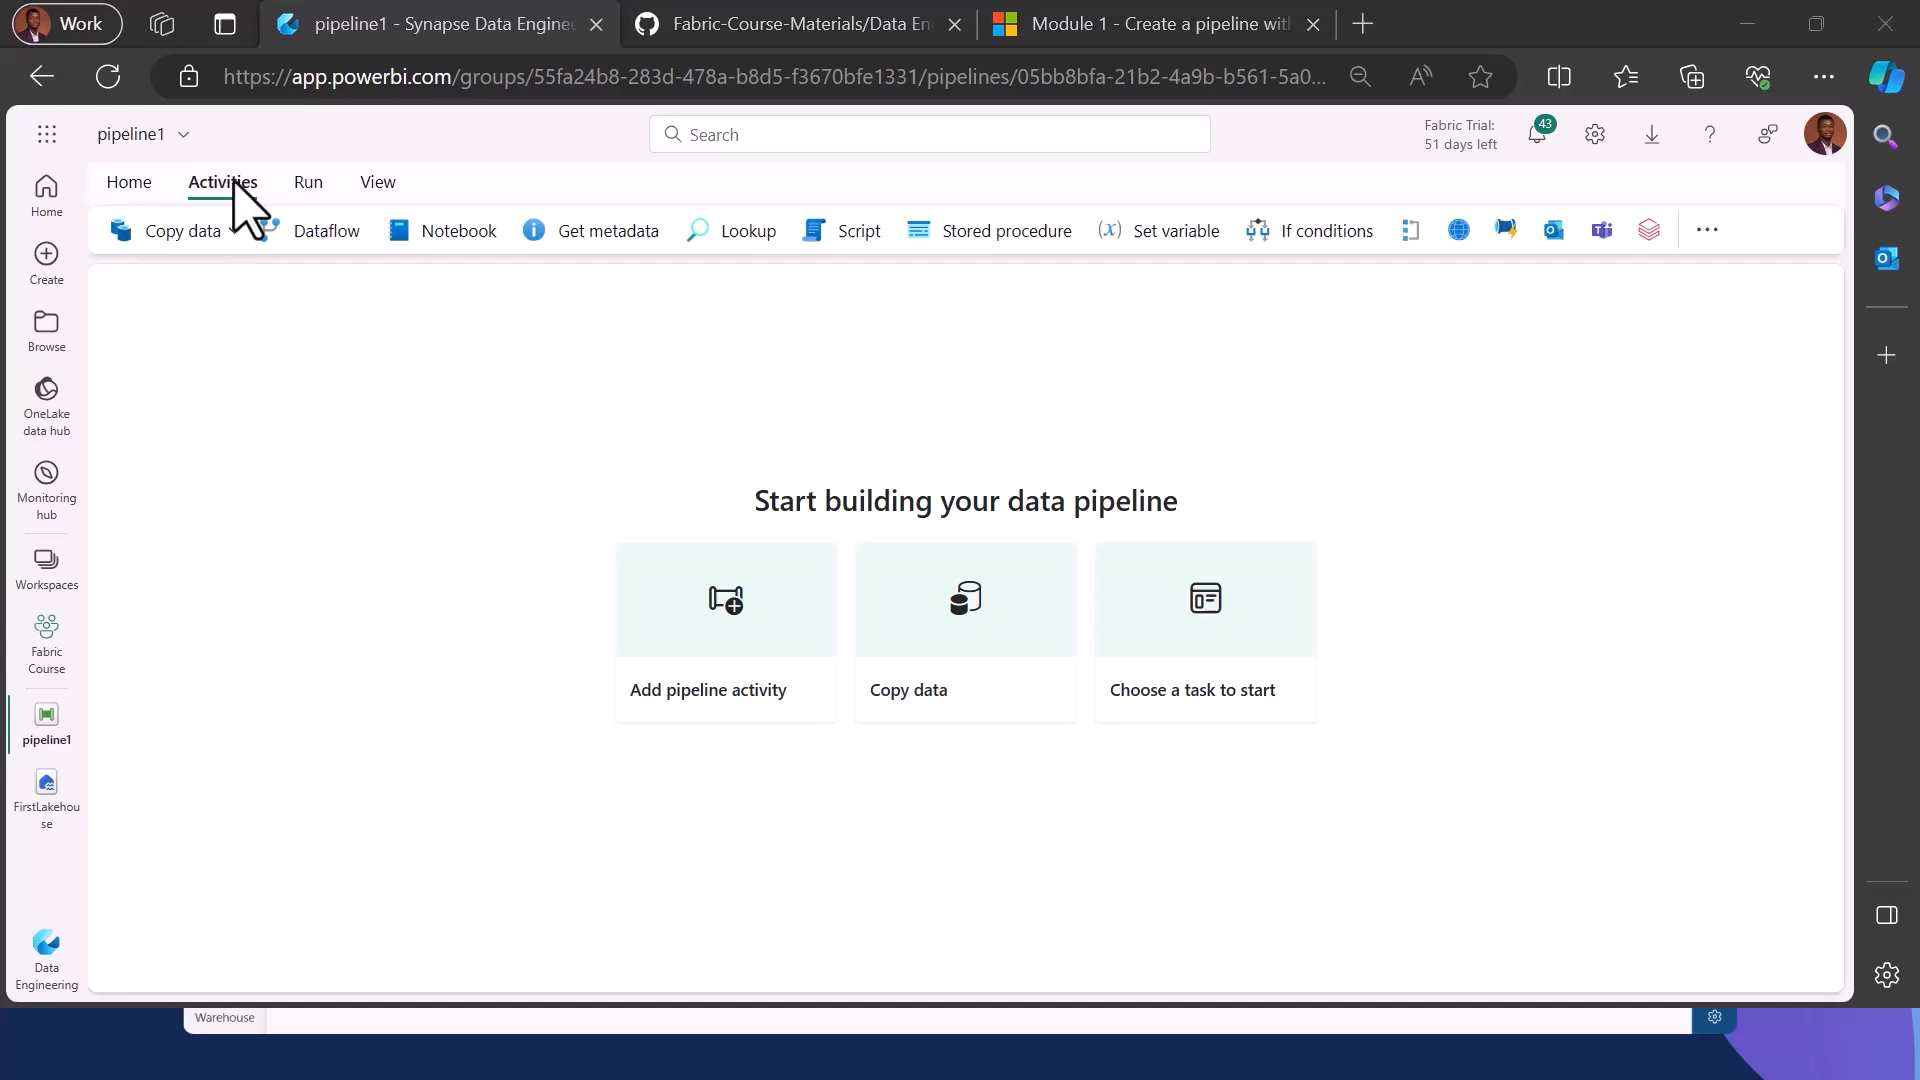 Work
pipeline1 - Synapse Data Enginee
Fabric-Course-Materials/Data En
Module 1 - Create a pipeline with
https://app.powerbi.com/groups/55fa24b8-283d-478a-b8d5-f3670bfe1331/pipelines/05bb8bfa-21b2-4a9b-b561-5a0...
pipeline1
Search
Fabric Trial:
51 days left
43
Home
Activities
Run
View
Copy data
Dataflow
Notebook
Get metadata
Lookup
Script
Stored procedure
(x) Set variable
If conditions
Home
Create
Browse
OneLake
data hub
Monitoring
hub
Workspaces
Fabric
Course
pipeline1
FirstLakehou
se
Data
Engineering
Start building your data pipeline
Add pipeline activity
Copy data
Choose a task to start
Warehouse